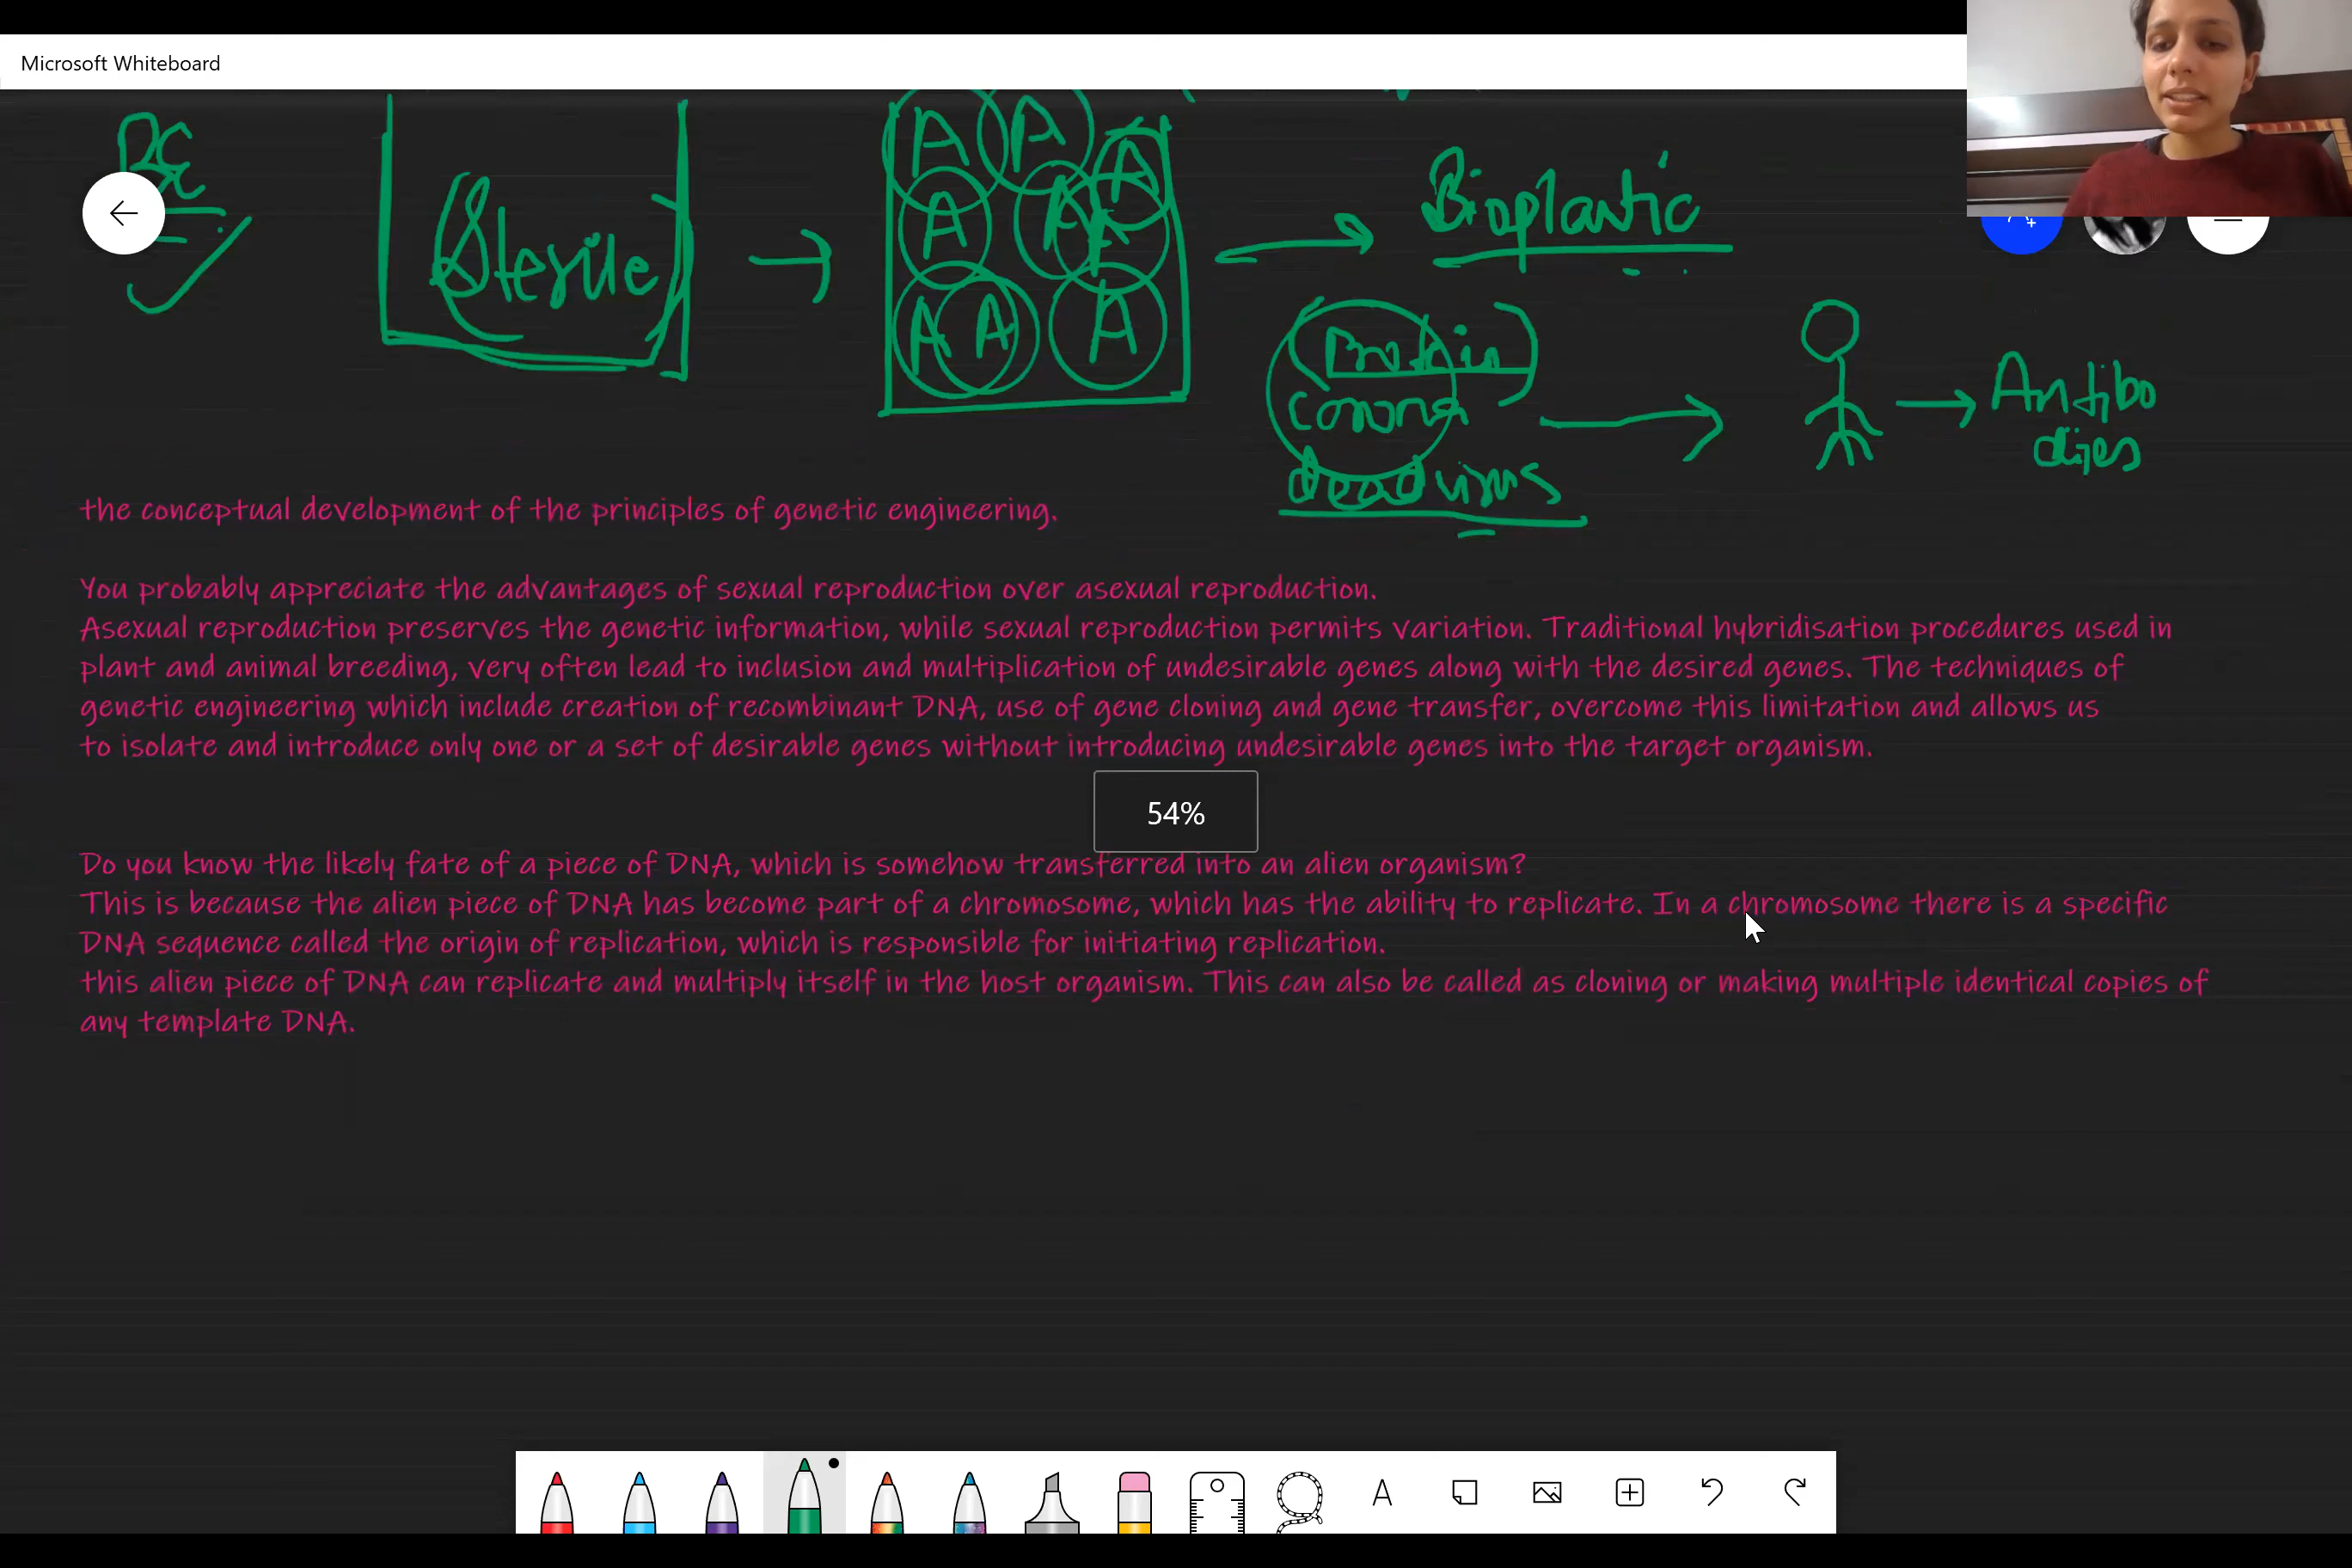 Microsoft Whiteboard
Sterile
A A A
A A A
A A A
Bioplastic
Protein
corona
dead virus
Antibo
dies
the conceptual development of the principles of genetic engineering.
You probably appreciate the advantages of sexual reproduction over asexual reproduction.
Asexual reproduction preserves the genetic information, while sexual reproduction permits variation. Traditional hybridisation procedures used in
plant and animal breeding, very often lead to inclusion and multiplication of undesirable genes along with the desired genes. The techniques of
genetic engineering which include creation of recombinant DNA, use of gene cloning and gene transfer, overcome this limitation and allows us
to isolate and introduce only one or a set of desirable genes without introducing undesirable genes into the target organism.
54%
Do you know the likely fate of a piece of DNA, which is somehow transferred into an alien organism?
This is because the alien piece of DNA has become part of a chromosome, which has the ability to replicate. In a chromosome there is a specific
DNA sequence called the origin of replication, which is responsible for initiating replication.
this alien piece of DNA can replicate and multiply itself in the host organism. This can also be called as cloning or making multiple identical copies of
any template DNA.